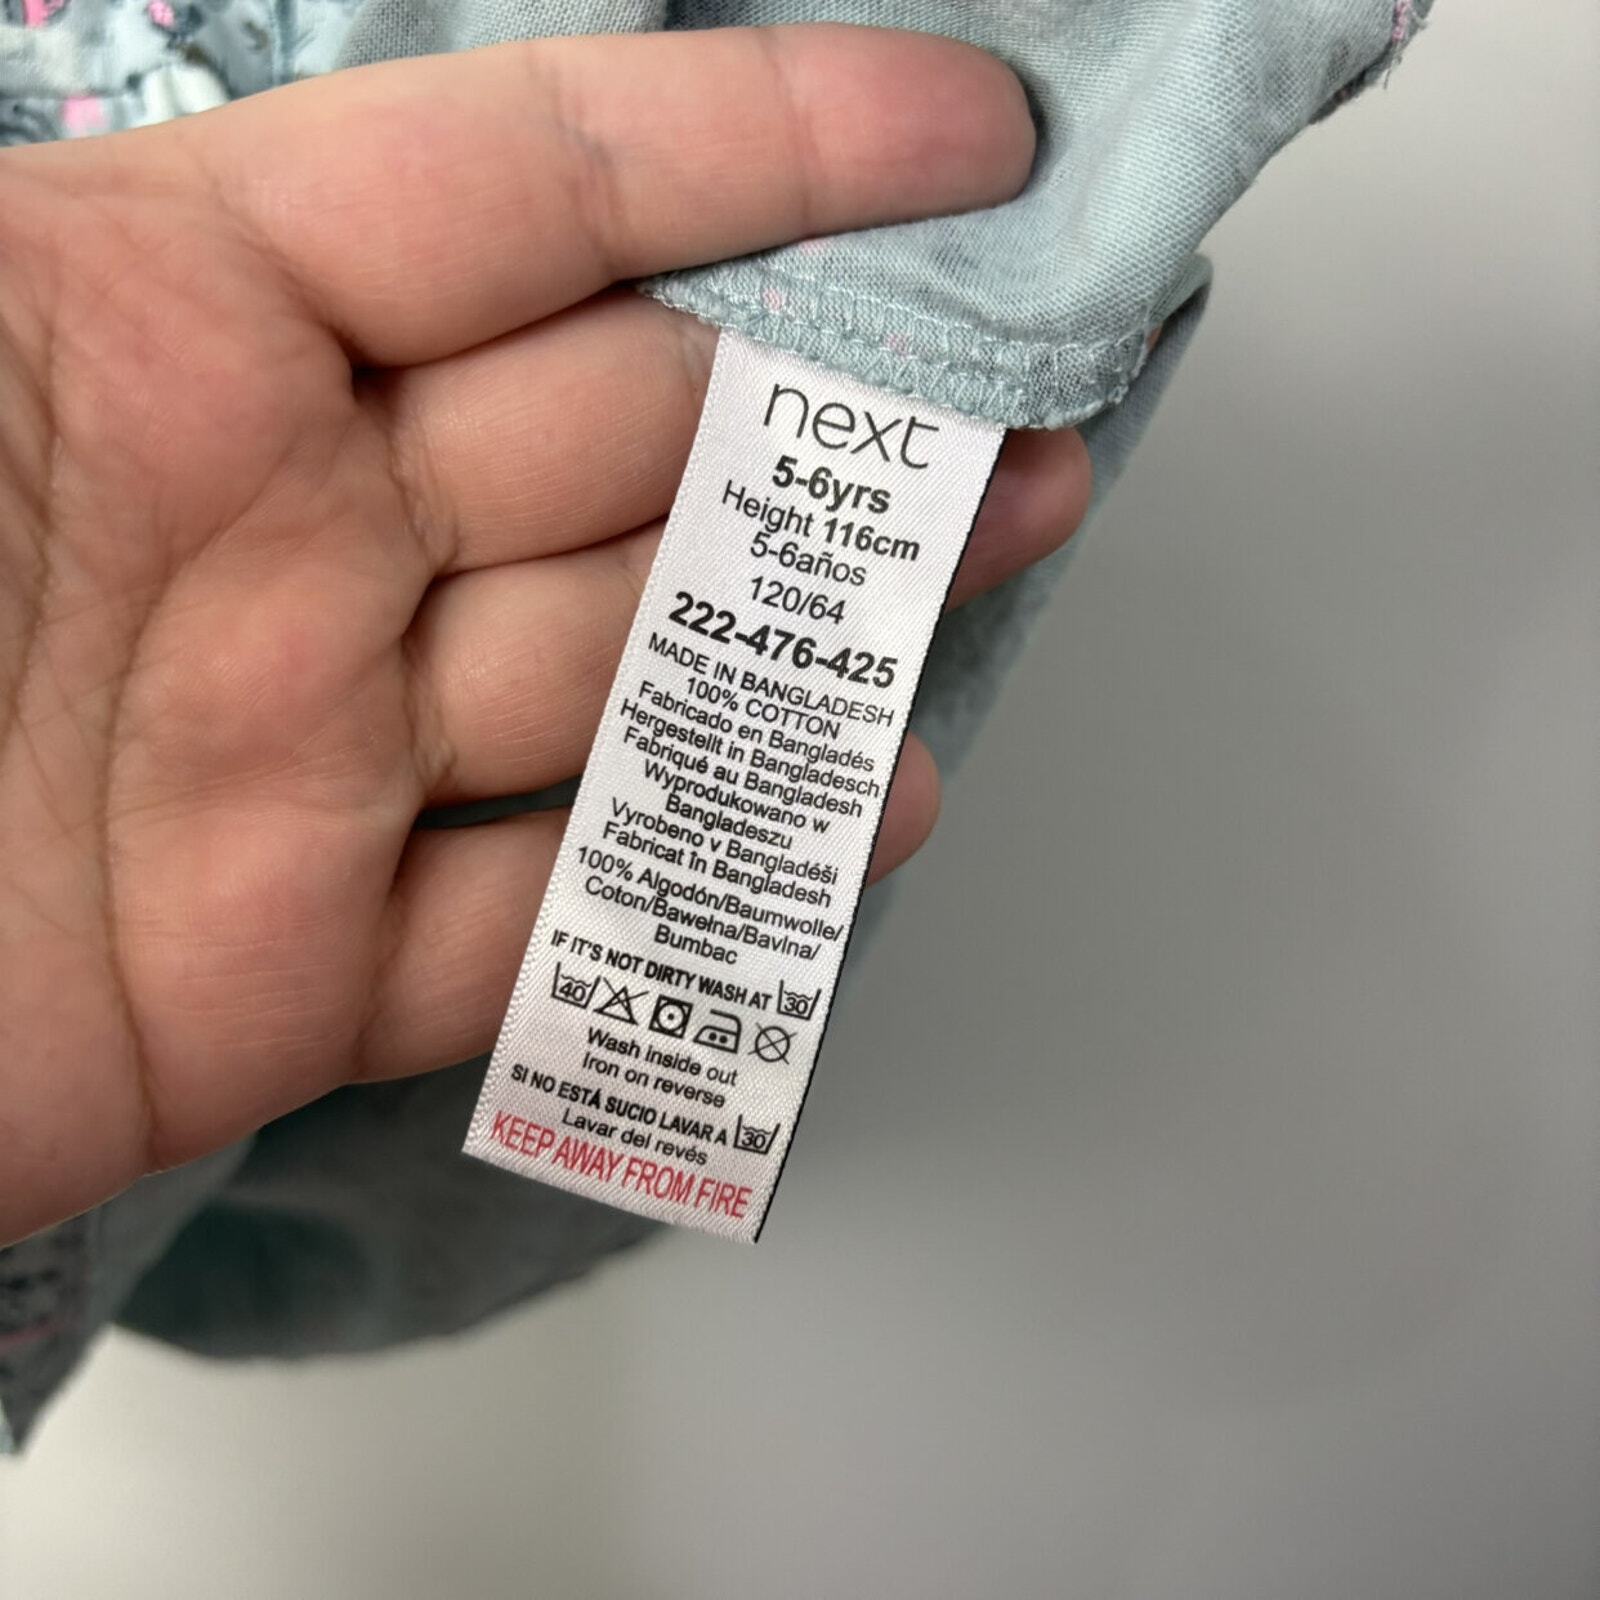 next
5-6yrs
Height 116cm
5-6años
120/64
222-476-425
MADE IN BANGLADESH
100% COTTON
Fabricado en Bangladés
Hergestellt in Bangladesch
Fabriqué au Bangladesh
Wyprodukowano w
Bangladeszu
Vyrobeno v Bangladéši
Fabricat în Bangladesh
100% Algodón/Baumwolle/
Coton/Bawełna/Bavlna/
Bumbac
IF IT'S NOT DIRTY WASH AT 30
40
Wash inside out
Iron on reverse
SI NO ESTÁ SUCIO LAVAR A 30
Lavar del revés
KEEP AWAY FROM FIRE